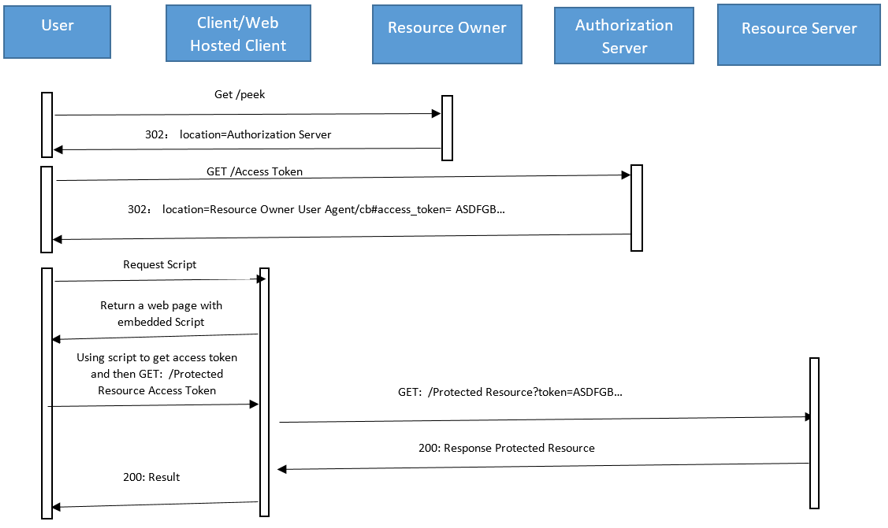 User
Client/Web
Hosted Client
Resource Owner
Authorization
Server
Resource Server
Get /peek
302： location=Authorization Server
GET /Access Token
302： location=Resource Owner User Agent/cb#access_token= ASDFGB...
Request Script
Return a web page with
embedded Script
Using script to get access token
and then GET: /Protected
Resource Access Token
GET: /Protected Resource?token=ASDFGB...
200: Response Protected Resource
200: Result